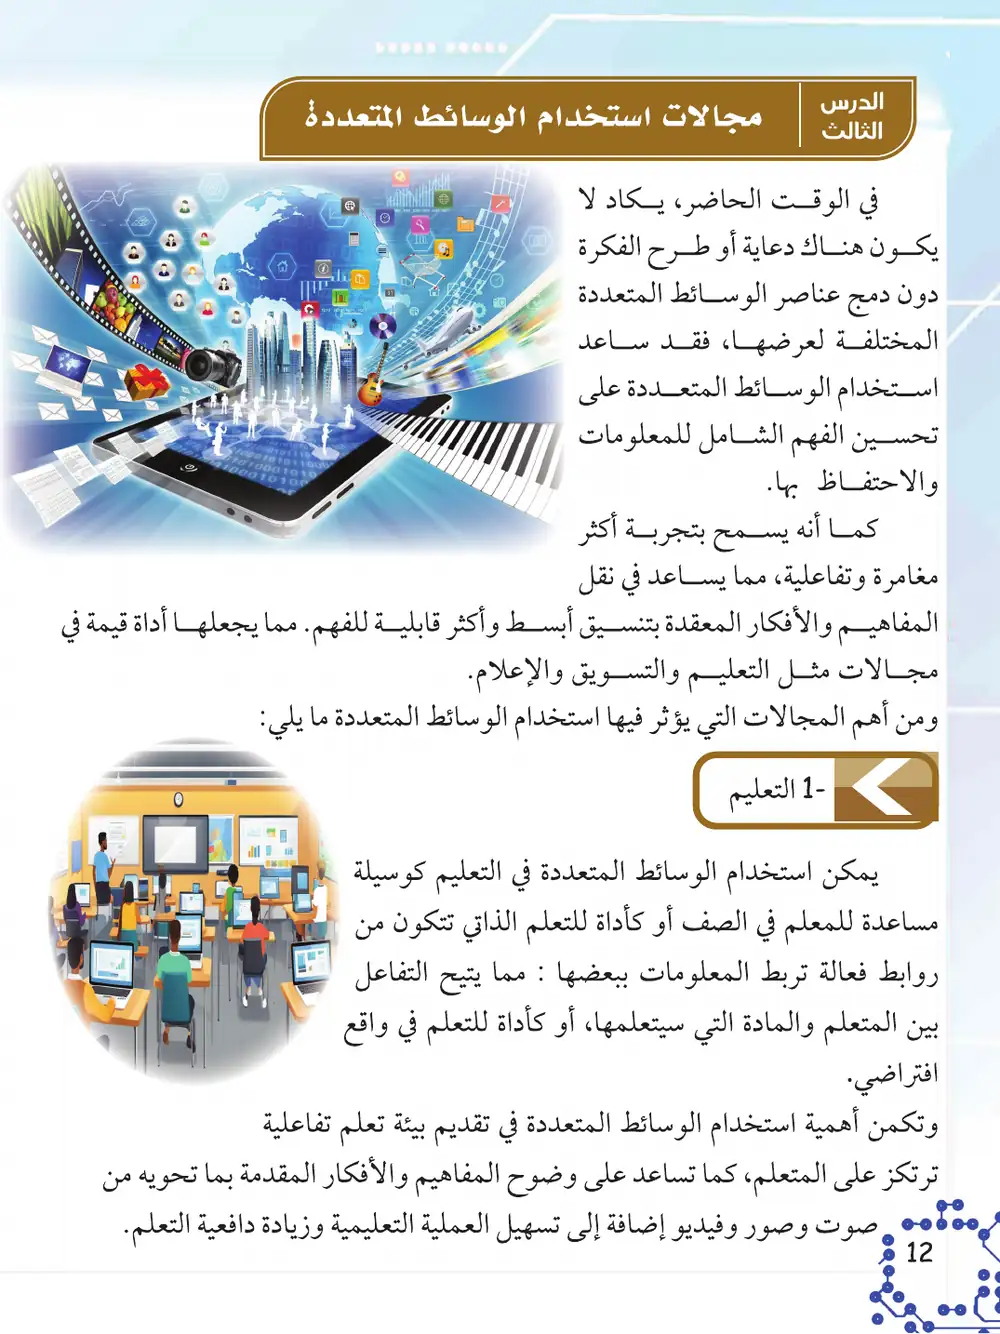 الدرس
الثالث
مجالات استخدام الوسائط المتعددة
في الوقت الحاضر، يكاد لا
يكون هناك دعاية أو طرح الفكرة
دون دمج عناصر الوسائط المتعددة
المختلفة لعرضها، فقد ساعد
استخدام الوسائط المتعددة على
تحسين الفهم الشامل للمعلومات
والاحتفاظ بها.
كما أنه يسمح بتجربة أكثر
مغامرة وتفاعلية، مما يساعد في نقل
المفاهيم والأفكار المعقدة بتنسيق أبسط وأكثر قابلية للفهم. مما يجعلها أداة قيمة في
مجالات مثل التعليم والتسويق والإعلام.
ومن أهم المجالات التي يؤثر فيها استخدام الوسائط المتعددة ما يلي:
1- التعليم
يمكن استخدام الوسائط المتعددة في التعليم كوسيلة
مساعدة للمعلم في الصف أو كأداة للتعلم الذاتي تتكون من
روابط فعالة تربط المعلومات ببعضها : مما يتيح التفاعل
بين المتعلم والمادة التي سيتعلمها، أو كأداة للتعلم في واقع
افتراضي.
وتكمن أهمية استخدام الوسائط المتعددة في تقديم بيئة تعلم تفاعلية
ترتكز على المتعلم، كما تساعد على وضوح المفاهيم والأفكار المقدمة بما تحويه من
صوت وصور وفيديو إضافة إلى تسهيل العملية التعليمية وزيادة دافعية التعلم.
12